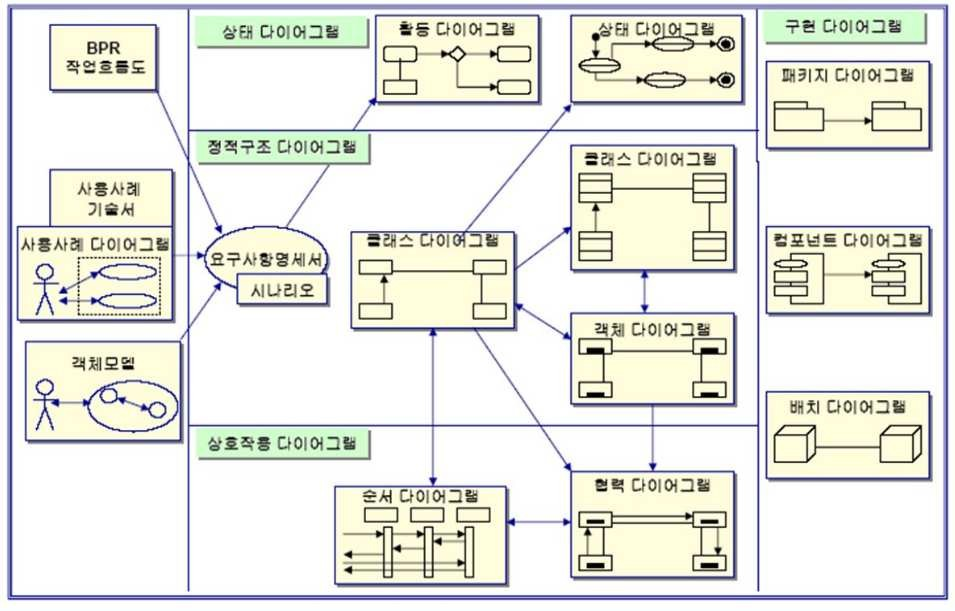 BPR
작업흐름도
사용사례
기술서
사용사례 다이어그램
객체모델
요구사항명세서
시나리오
상태 다이어그램
활동 다이어그램
상태 다이어그램
정적구조 다이어그램
클래스 다이어그램
클래스 다이어그램
객체 다이어그램
상호작용 다이어그램
순서 다이어그램
협력 다이어그램
구현 다이어그램
패키지 다이어그램
컴포넌트 다이어그램
배치 다이어그램